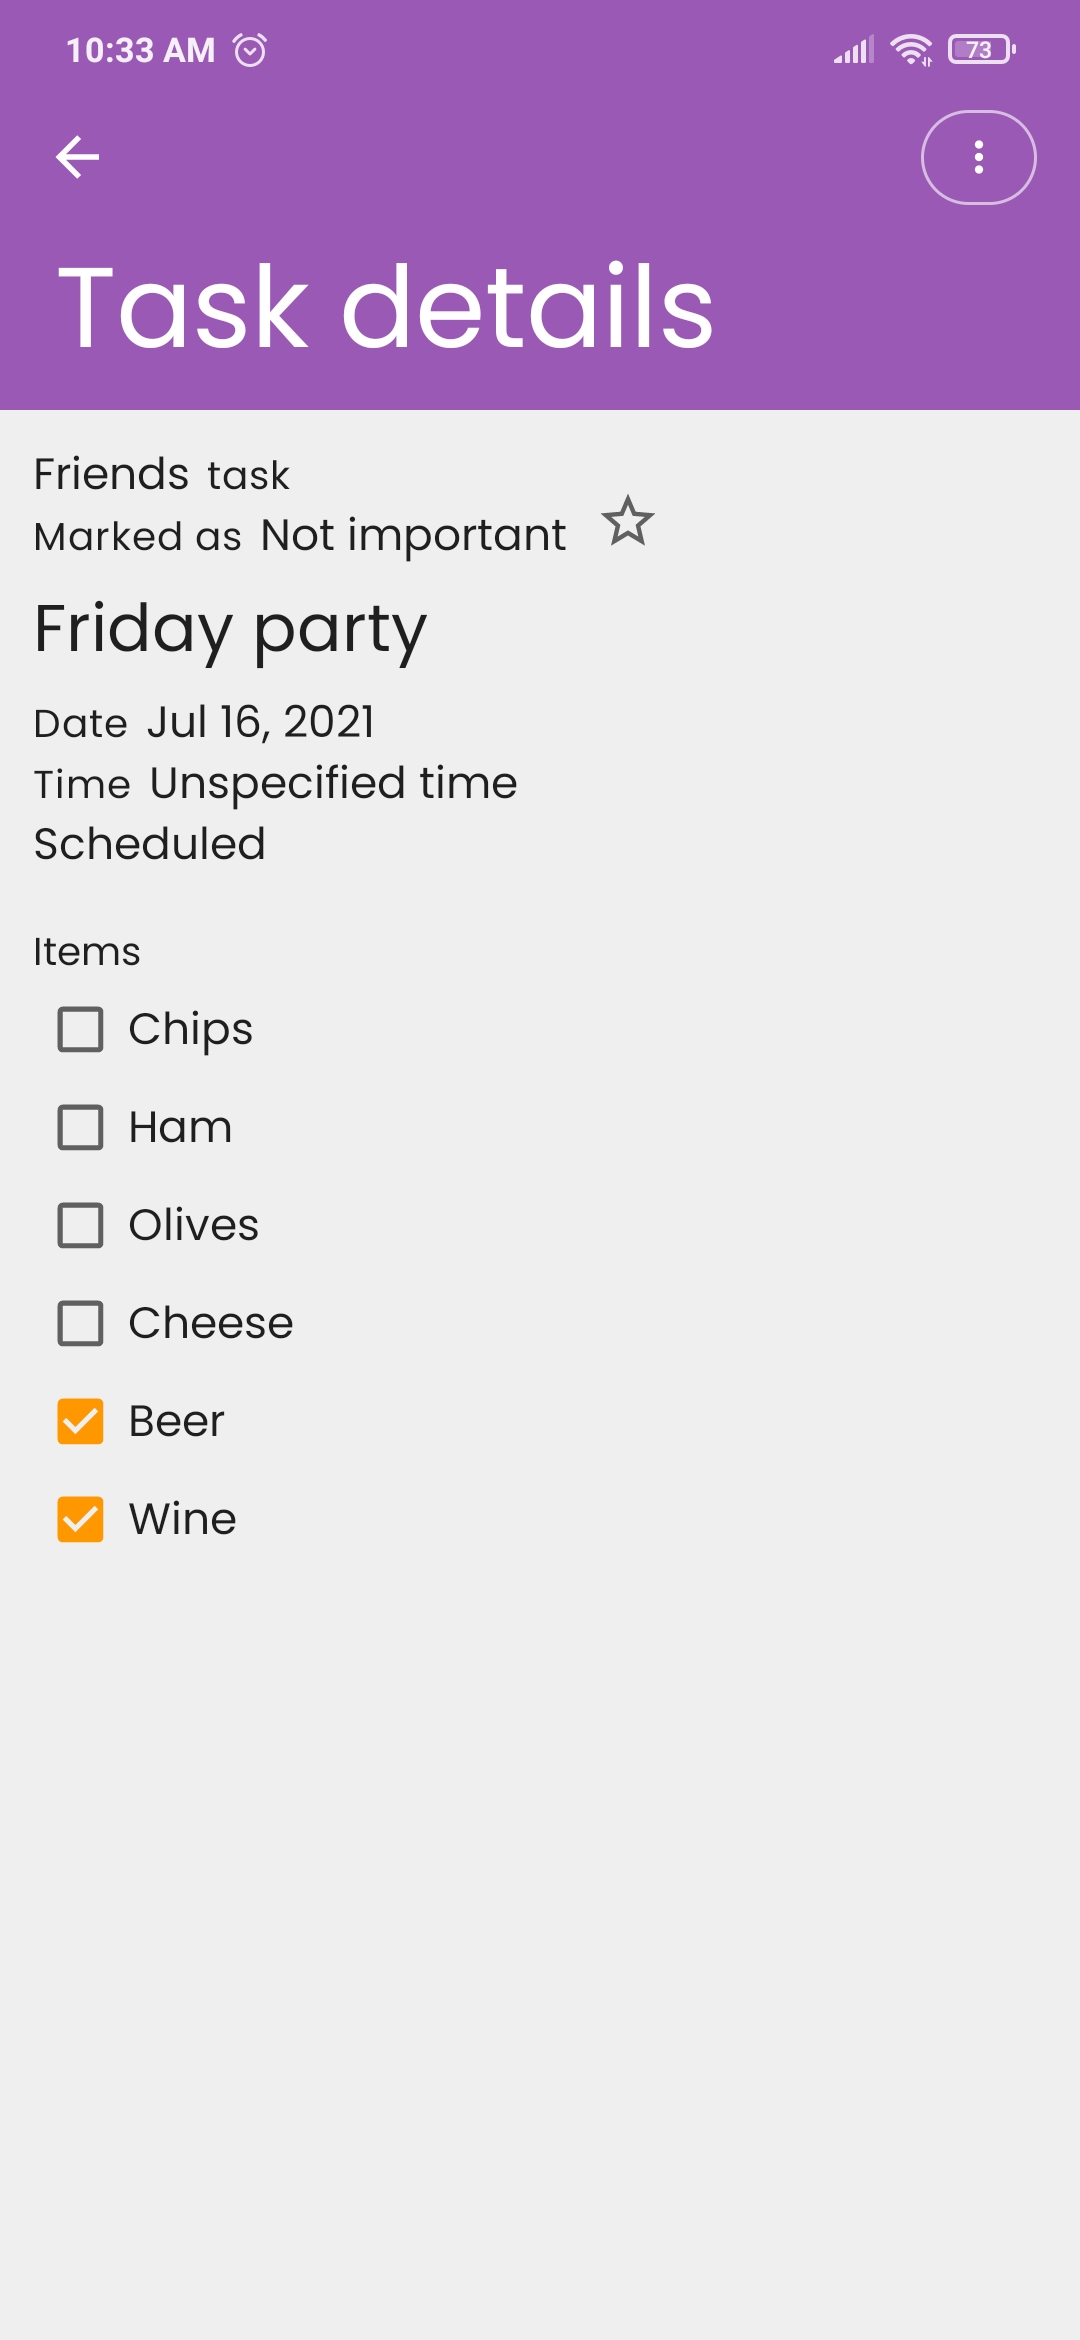 10:33 AM 73
Task details
Friends task
Marked as Not important
Friday party
Date Jul 16, 2021
Time Unspecified time
Scheduled
Items
Chips
Ham
Olives
Cheese
Beer
Wine